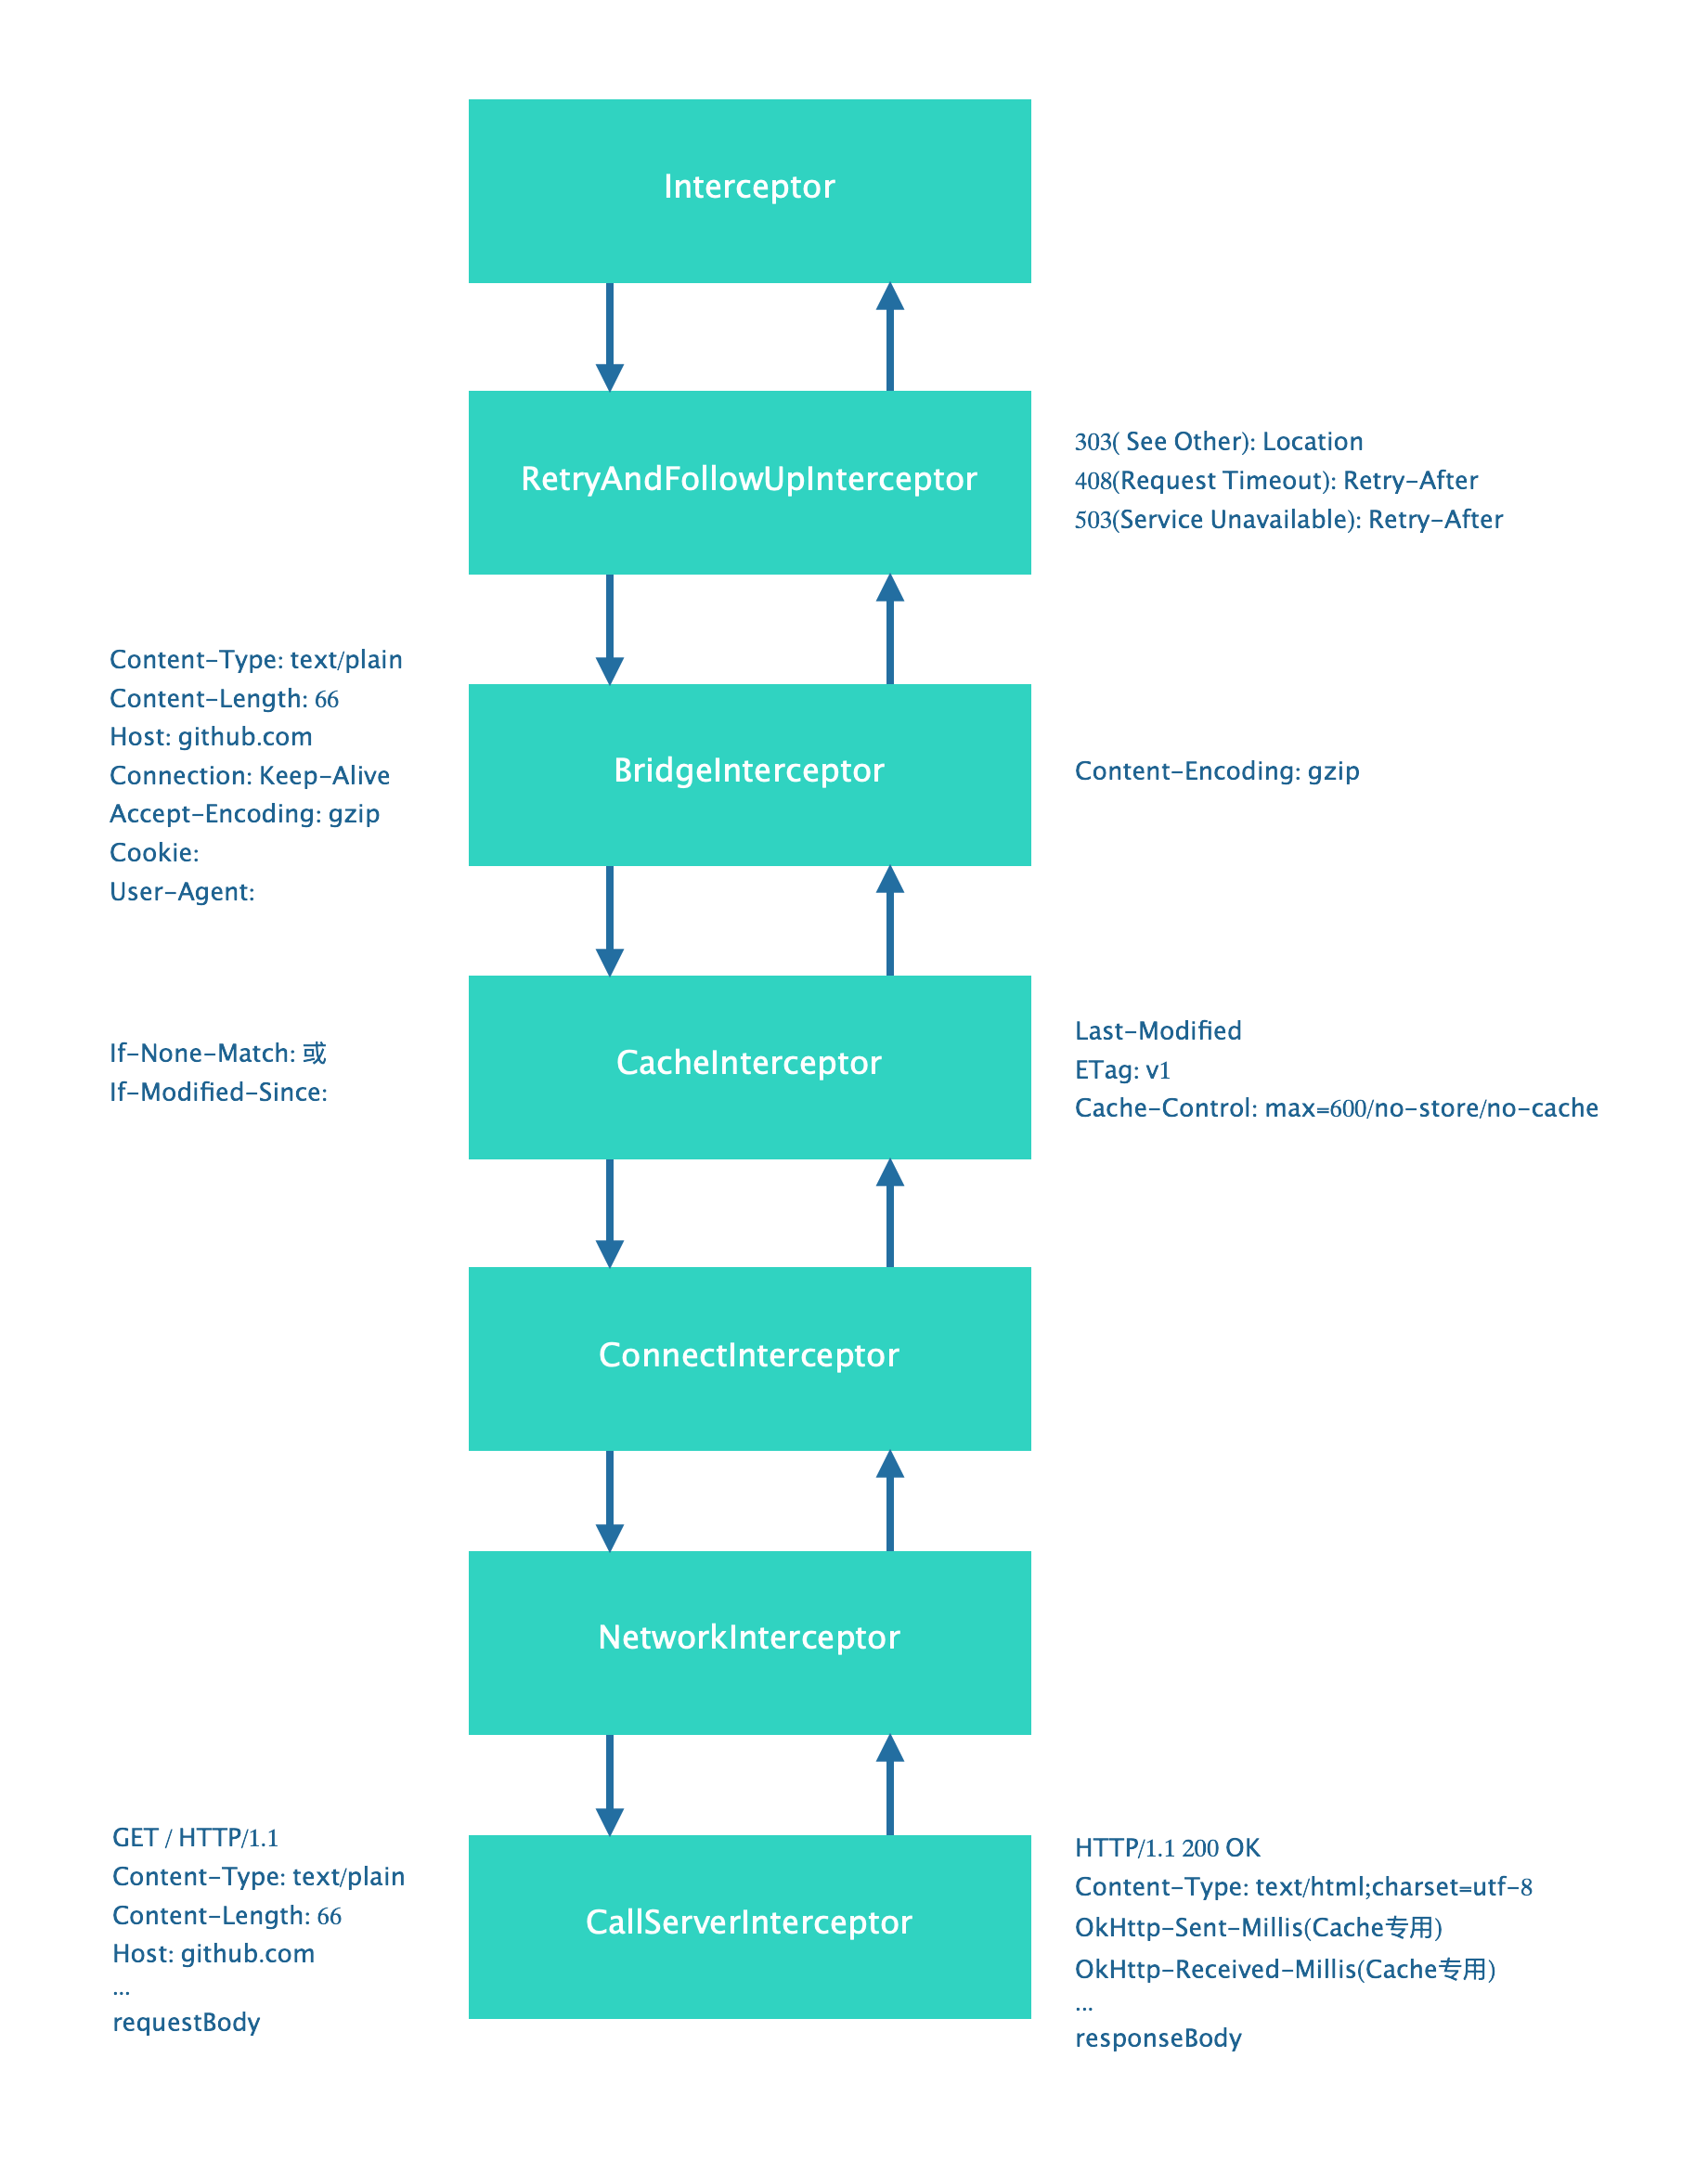 Interceptor
RetryAndFollowUpInterceptor
303( See Other): Location
408(Request Timeout): Retry-After
503(Service Unavailable): Retry-After
Content-Type: text/plain
Content-Length: 66
Host: github.com
Connection: Keep-Alive
Accept-Encoding: gzip
Cookie:
User-Agent:
BridgeInterceptor
Content-Encoding: gzip
If-None-Match: 或
If-Modified-Since:
CacheInterceptor
Last-Modified
ETag: v1
Cache-Control: max=600/no-store/no-cache
ConnectInterceptor
NetworkInterceptor
GET / HTTP/1.1
Content-Type: text/plain
Content-Length: 66
Host: github.com
...
requestBody
CallServerInterceptor
HTTP/1.1 200 OK
Content-Type: text/html;charset=utf-8
OkHttp-Sent-Millis(Cache专用)
OkHttp-Received-Millis(Cache专用)
...
responseBody